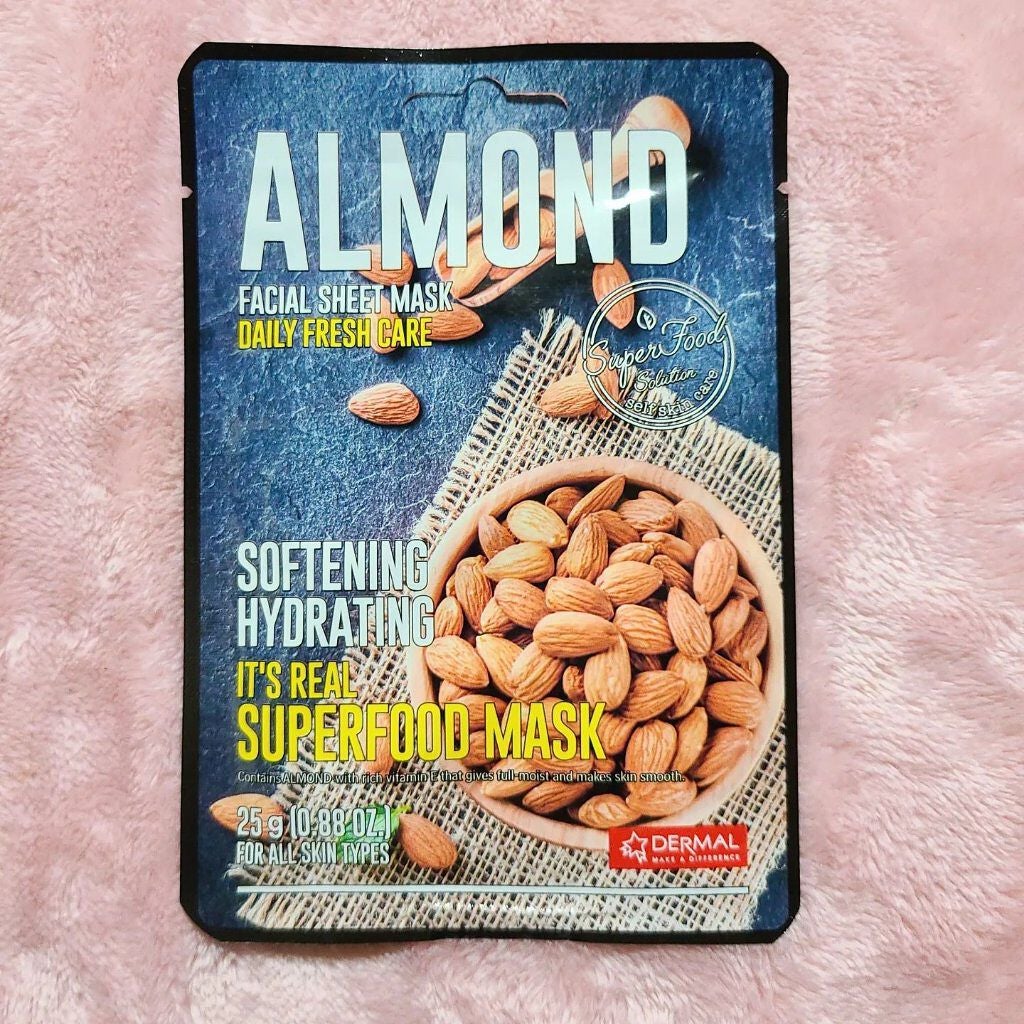 ALMOND
FACIAL SHEET MASK
DAILY FRESH CARE
SuperFood
Solution
self skin care
SOFTENING
HYDRATING
IT'S REAL
SUPERFOOD MASK
Contains ALMOND with rich vitamin E that gives full-moist and makes skin smooth.
25 g (0.88 OZ.)
FOR ALL SKIN TYPES
DERMAL
MAKE A DIFFERENCE